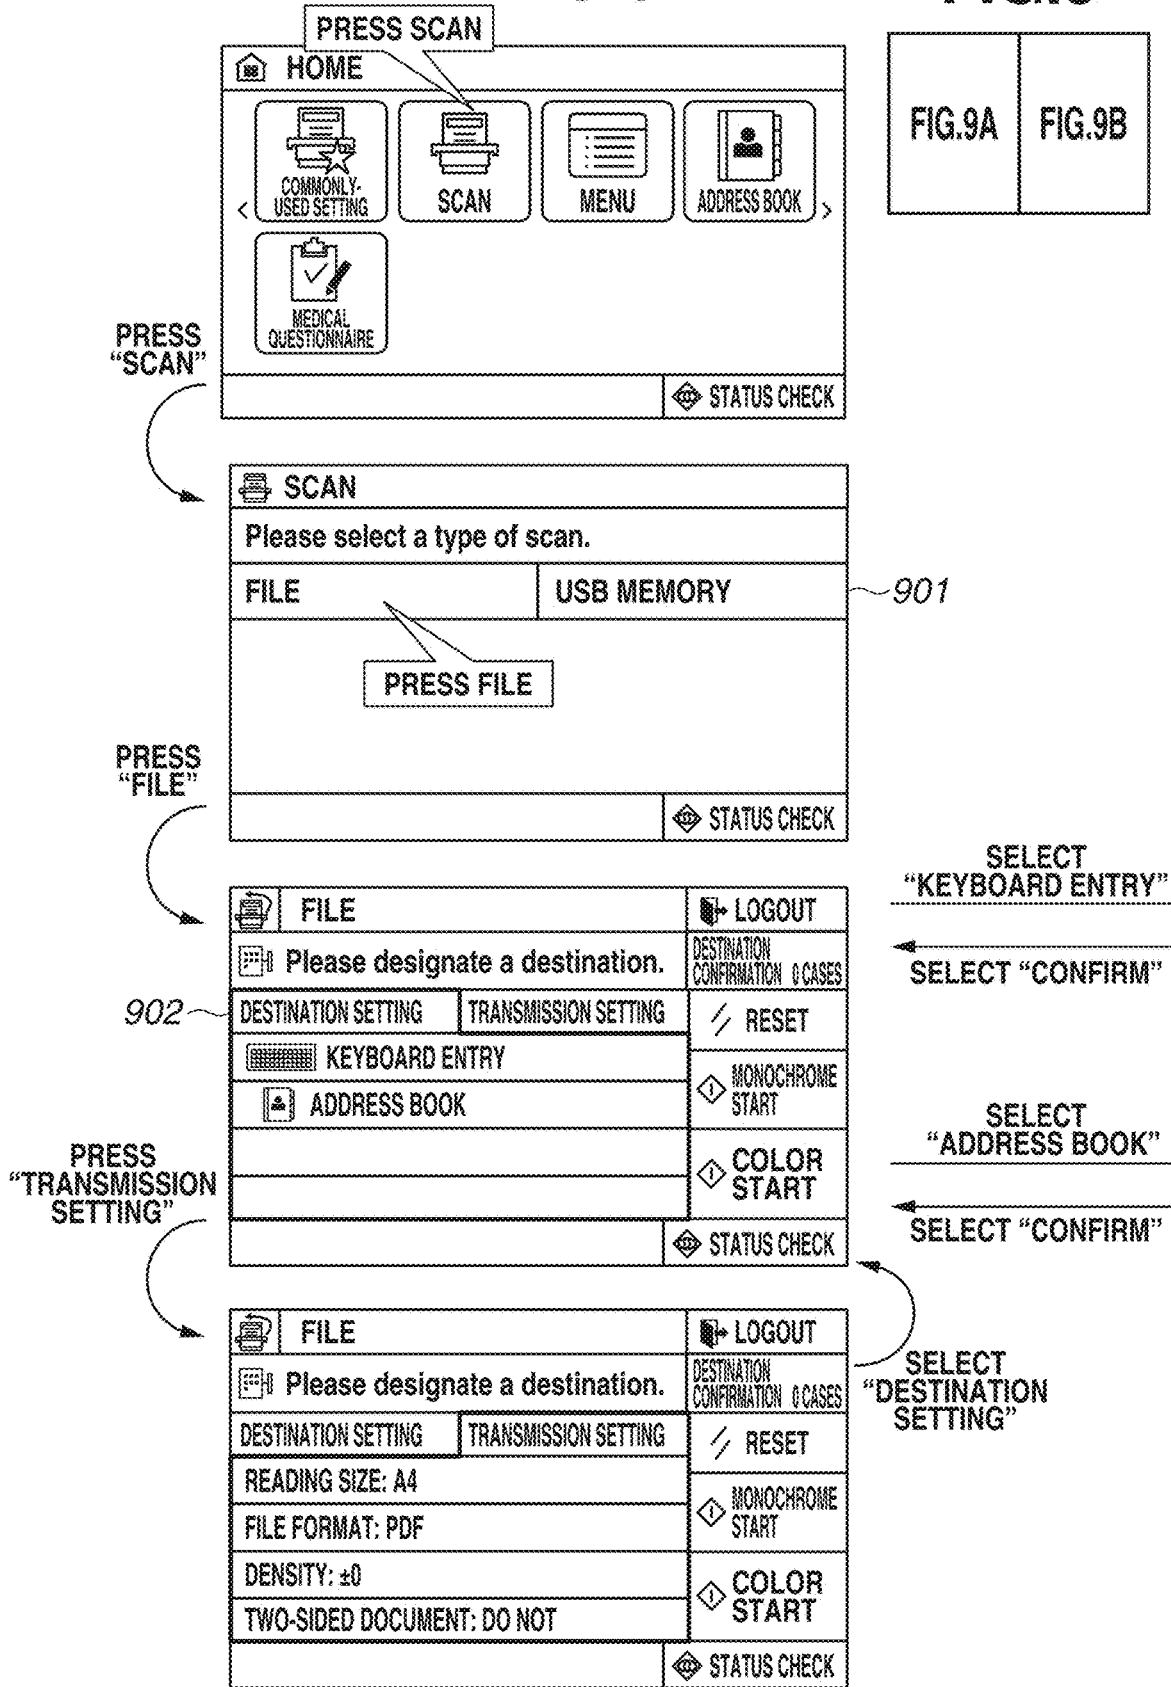 PRESS SCAN
HOME
FIG.9A
FIG.9B
COMMONLY-
USED SETTING
SCAN
MENU
ADDRESS BOOK
<
>
MEDICAL
QUESTIONNAIRE
STATUS CHECK
PRESS
“SCAN”
SCAN
Please select a type of scan.
FILE
USB MEMORY
901
PRESS FILE
STATUS CHECK
PRESS
“FILE”
FILE
LOGOUT
Please designate a destination.
DESTINATION
CONFIRMATION 0 CASES
902
DESTINATION SETTING
TRANSMISSION SETTING
RESET
KEYBOARD ENTRY
MONOCHROME
START
ADDRESS BOOK
COLOR
START
STATUS CHECK
SELECT
“KEYBOARD ENTRY”
SELECT “CONFIRM”
SELECT
“ADDRESS BOOK”
SELECT “CONFIRM”
PRESS
“TRANSMISSION
SETTING”
FILE
LOGOUT
Please designate a destination.
DESTINATION
CONFIRMATION 0 CASES
SELECT
“DESTINATION
SETTING”
DESTINATION SETTING
TRANSMISSION SETTING
RESET
READING SIZE: A4
FILE FORMAT: PDF
MONOCHROME
START
DENSITY: ±0
TWO-SIDED DOCUMENT: DO NOT
COLOR
START
STATUS CHECK